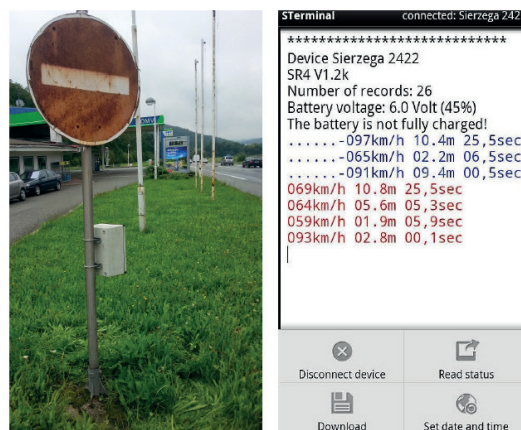 OMV
STerminal connected: Sierzega 242
****************************
Device Sierzega 2422
SR4 V1.2k
Number of records: 26
Battery voltage: 6.0 Volt (45%)
The battery is not fully charged!
......-097km/h 10.4m 25,5sec
......-065km/h 02.2m 06,5sec
......-091km/h 09.4m 00,5sec
069km/h 10.8m 25,5sec
064km/h 05.6m 05,3sec
059km/h 01.9m 05,9sec
093km/h 02.8m 00,1sec
Disconnect device Read status
Download Set date and time